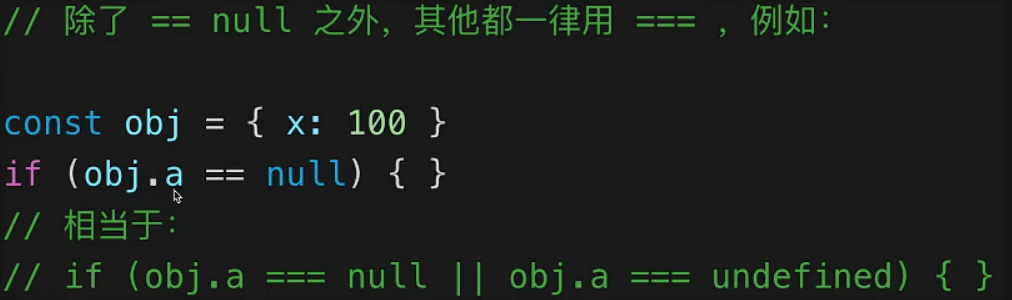 // 除了 == null 之外，其他都一律用 === ，例如：
const obj = { x: 100 }
if (obj.a == null) { }
// 相当于：
// if (obj.a === null || obj.a === undefined) { }